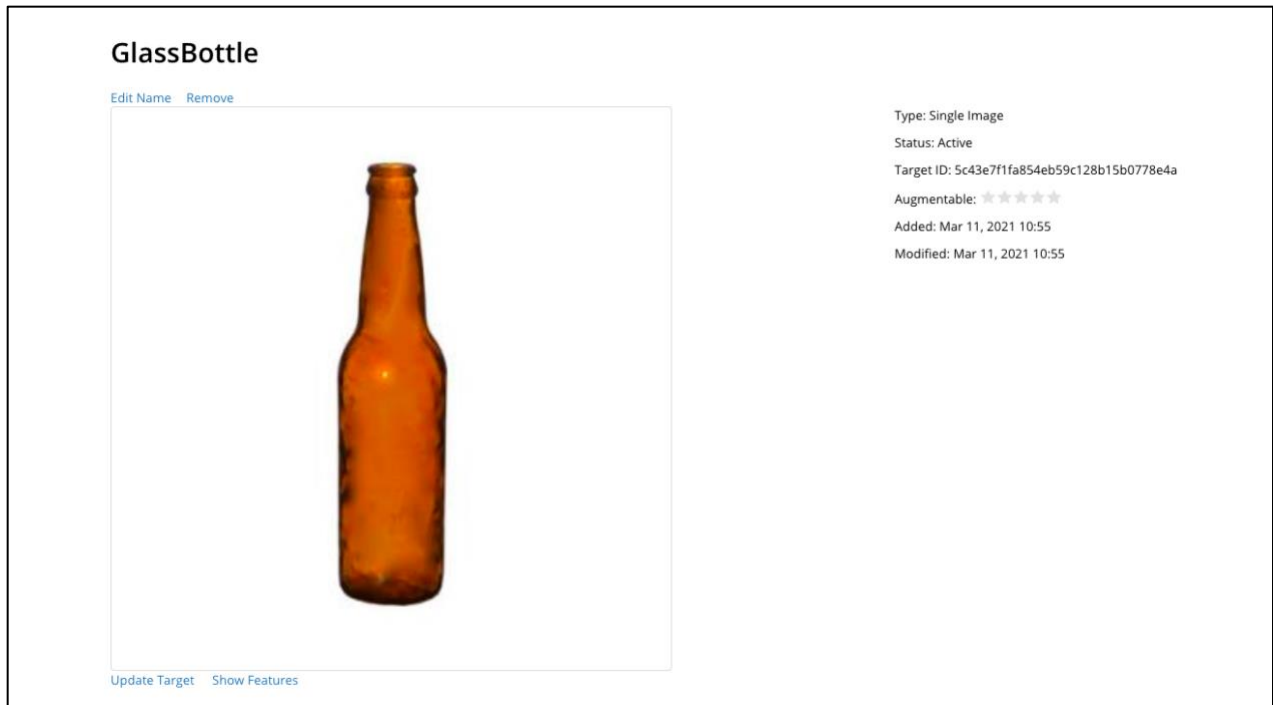 GlassBottle
Edit Name Remove
Type: Single Image
Status: Active
Target ID: 5c43e7f1fa854eb59c128b15b0778e4a
Augmentable:
Added: Mar 11, 2021 10:55
Modified: Mar 11, 2021 10:55
Update Target Show Features